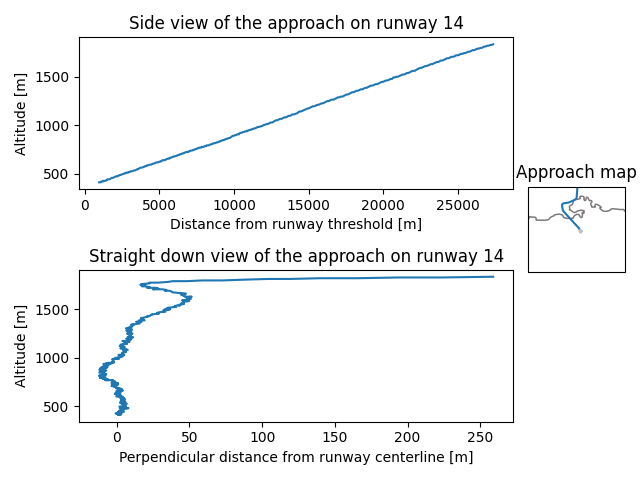 Side view of the approach on runway 14
Altitude [m]
1500
1000
500
0 5000 10000 15000 20000 25000
Distance from runway threshold [m]
Approach map
Straight down view of the approach on runway 14
Altitude [m]
1500
1000
500
0 50 100 150 200 250
Perpendicular distance from runway centerline [m]